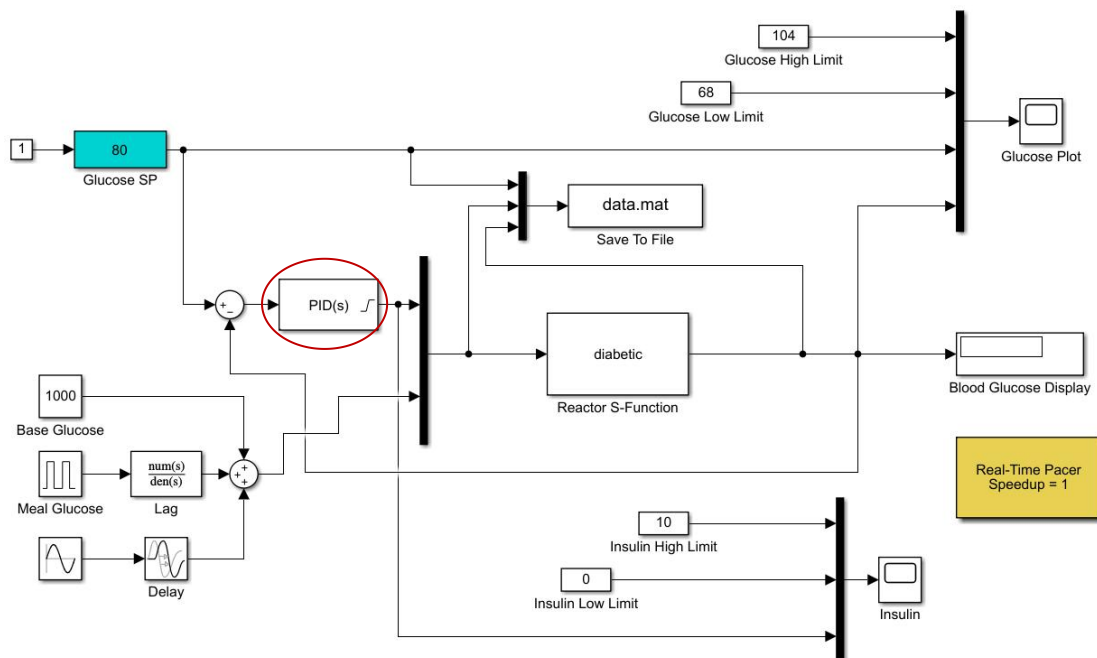 104
Glucose High Limit
68
Glucose Low Limit
Glucose Plot
1
80
Glucose SP
data.mat
Save To File
+
−
PID(s)
diabetic
Reactor S-Function
Blood Glucose Display
1000
Base Glucose
Meal Glucose
num(s)
den(s)
Lag
+
+
+
Delay
Real-Time Pacer
Speedup = 1
10
Insulin High Limit
0
Insulin Low Limit
Insulin